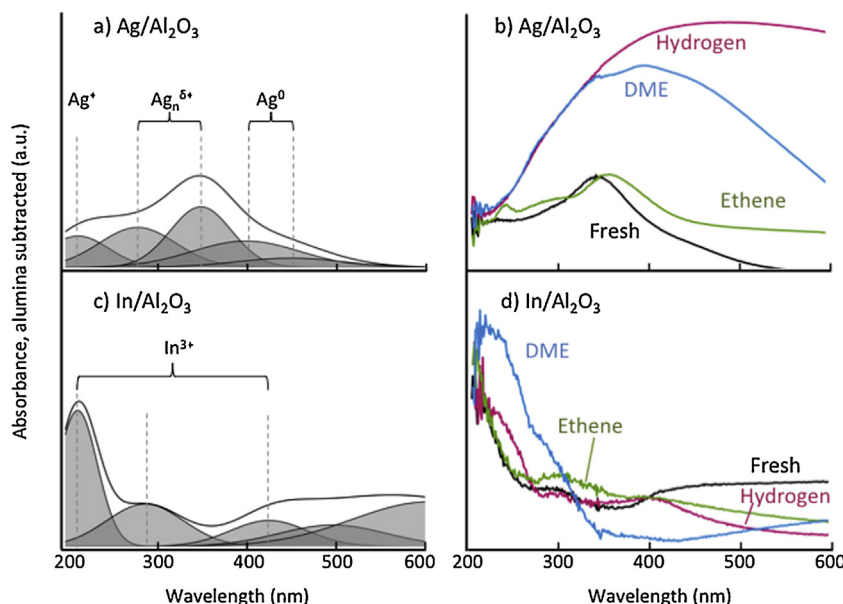 a) Ag/Al₂O₃
Ag⁺
Agₙᵟ⁺
Ag⁰
b) Ag/Al₂O₃
Hydrogen
DME
Ethene
Fresh
Absorbance, alumina subtracted (a.u.)
c) In/Al₂O₃
In³⁺
200 300 400 500 600
Wavelength (nm)
d) In/Al₂O₃
DME
Ethene
Fresh
Hydrogen
200 300 400 500 600
Wavelength (nm)